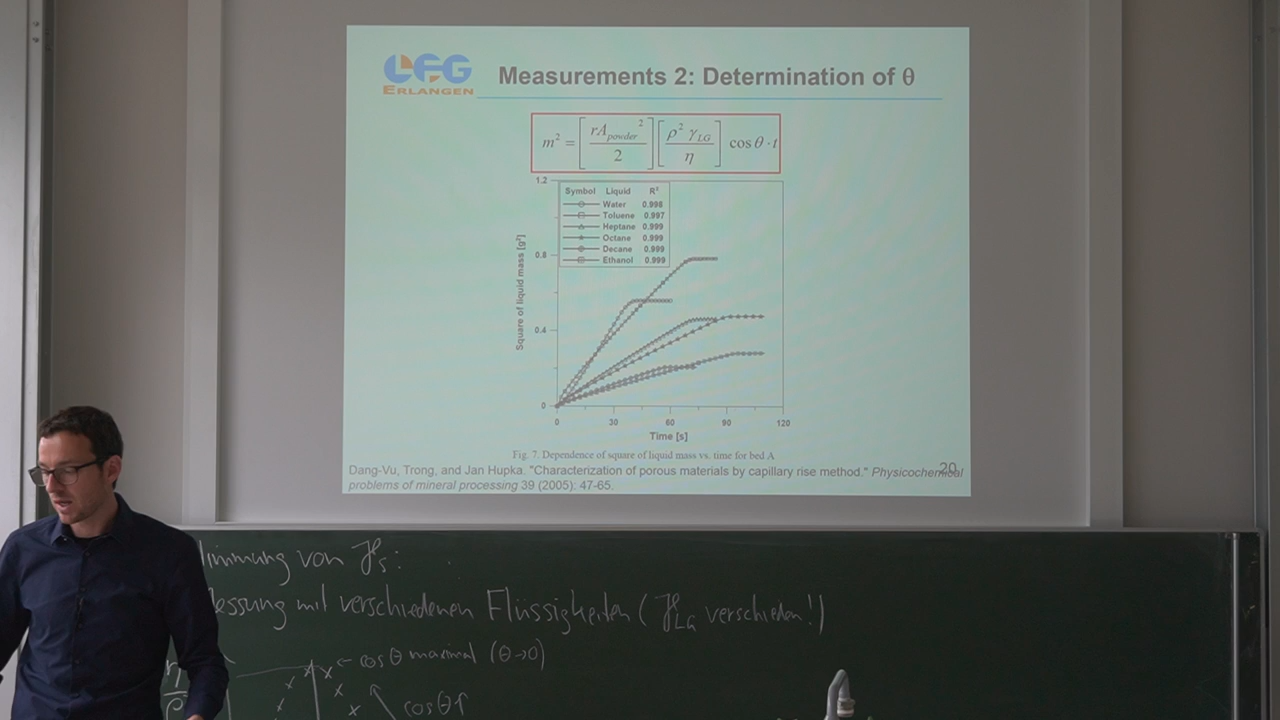 LFG
ERLANGEN
Measurements 2: Determination of θ
m² = [rA_powder²/2] [ρ² γ_LG/η] cos θ · t
Symbol Liquid R²
Water 0.998
Toluene 0.997
Heptane 0.999
Octane 0.999
Decane 0.999
Ethanol 0.999
1.2
0.8
0.4
0
Square of liquid mass [g²]
0 30 60 90 120
Time [s]
Fig. 7. Dependence of square of liquid mass vs. time for bed A
Dang-Vu, Trong, and Jan Hupka. "Characterization of porous materials by capillary rise method." Physicochemical
problems of mineral processing 39 (2005): 47-65.
20
immung von γs:
essung mit verschiedenen Flüssigkeiten (γLG verschieden!)
← cosθ maximal (θ→0)
cosθ↑
η
ρ